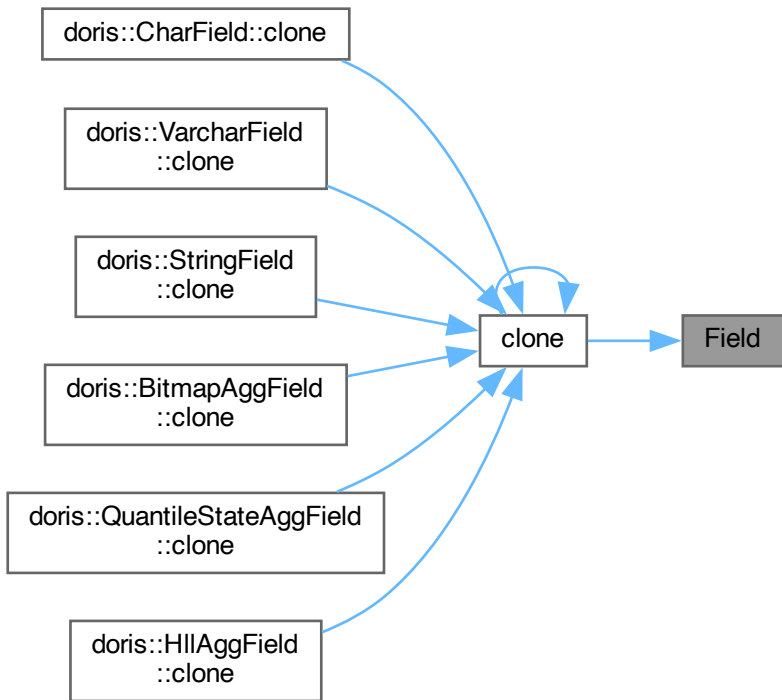 doris::CharField::clone
doris::VarcharField
::clone
doris::StringField
::clone
doris::BitmapAggField
::clone
doris::QuantileStateAggField
::clone
doris::HllAggField
::clone
clone
Field